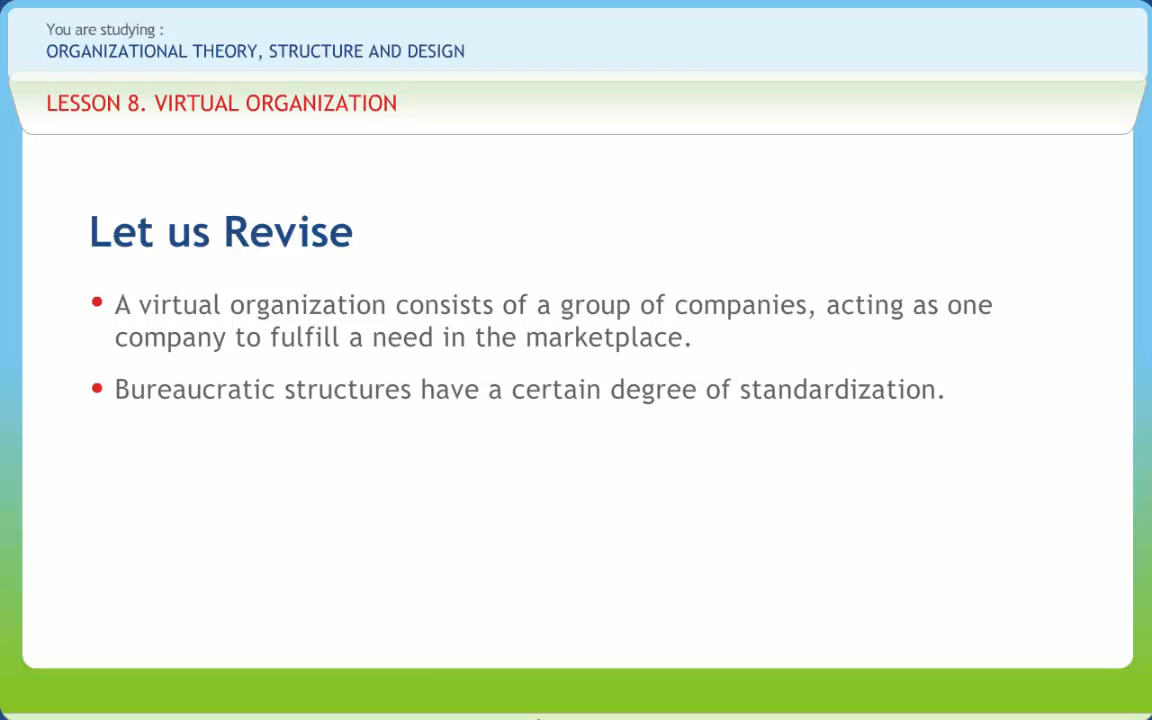 You are studying :
ORGANIZATIONAL THEORY, STRUCTURE AND DESIGN
LESSON 8. VIRTUAL ORGANIZATION
Let us Revise
• A virtual organization consists of a group of companies, acting as one
company to fulfill a need in the marketplace.
• Bureaucratic structures have a certain degree of standardization.